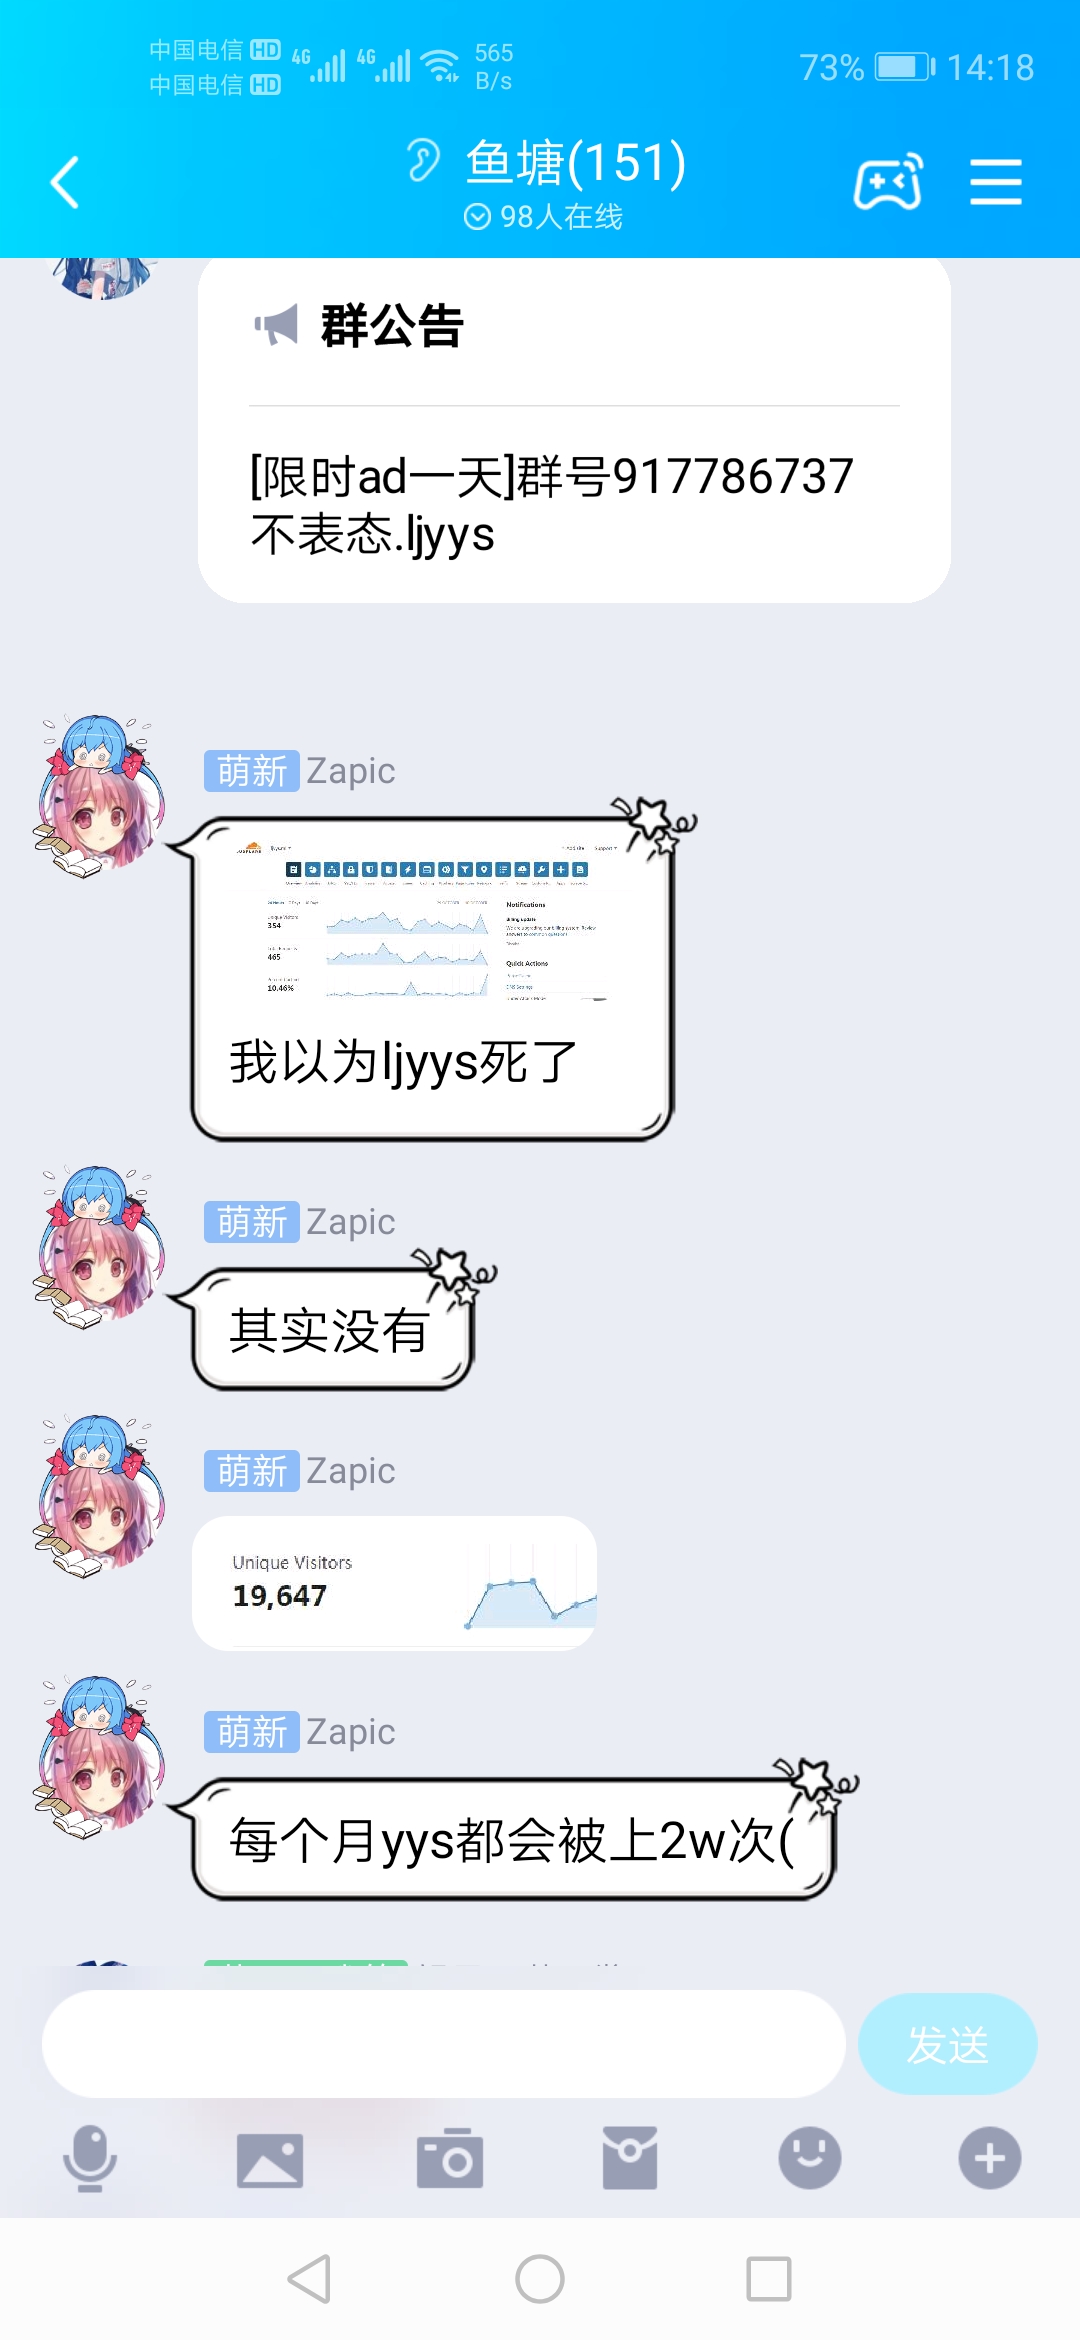 中国电信 HD 4G 4G 565
中国电信 HD B/s
73% 14:18
鱼塘(151)
98人在线
群公告
[限时ad一天]群号917786737
不表态.ljyys
萌新 Zapic
Support
Notifications
Billing update
Unique Visitors
354
465
10.46%
Quick Actions
DNS Settings
我以为ljyys死了
萌新 Zapic
其实没有
萌新 Zapic
Unique Visitors
19,647
萌新 Zapic
每个月yys都会被上2w次(
发送